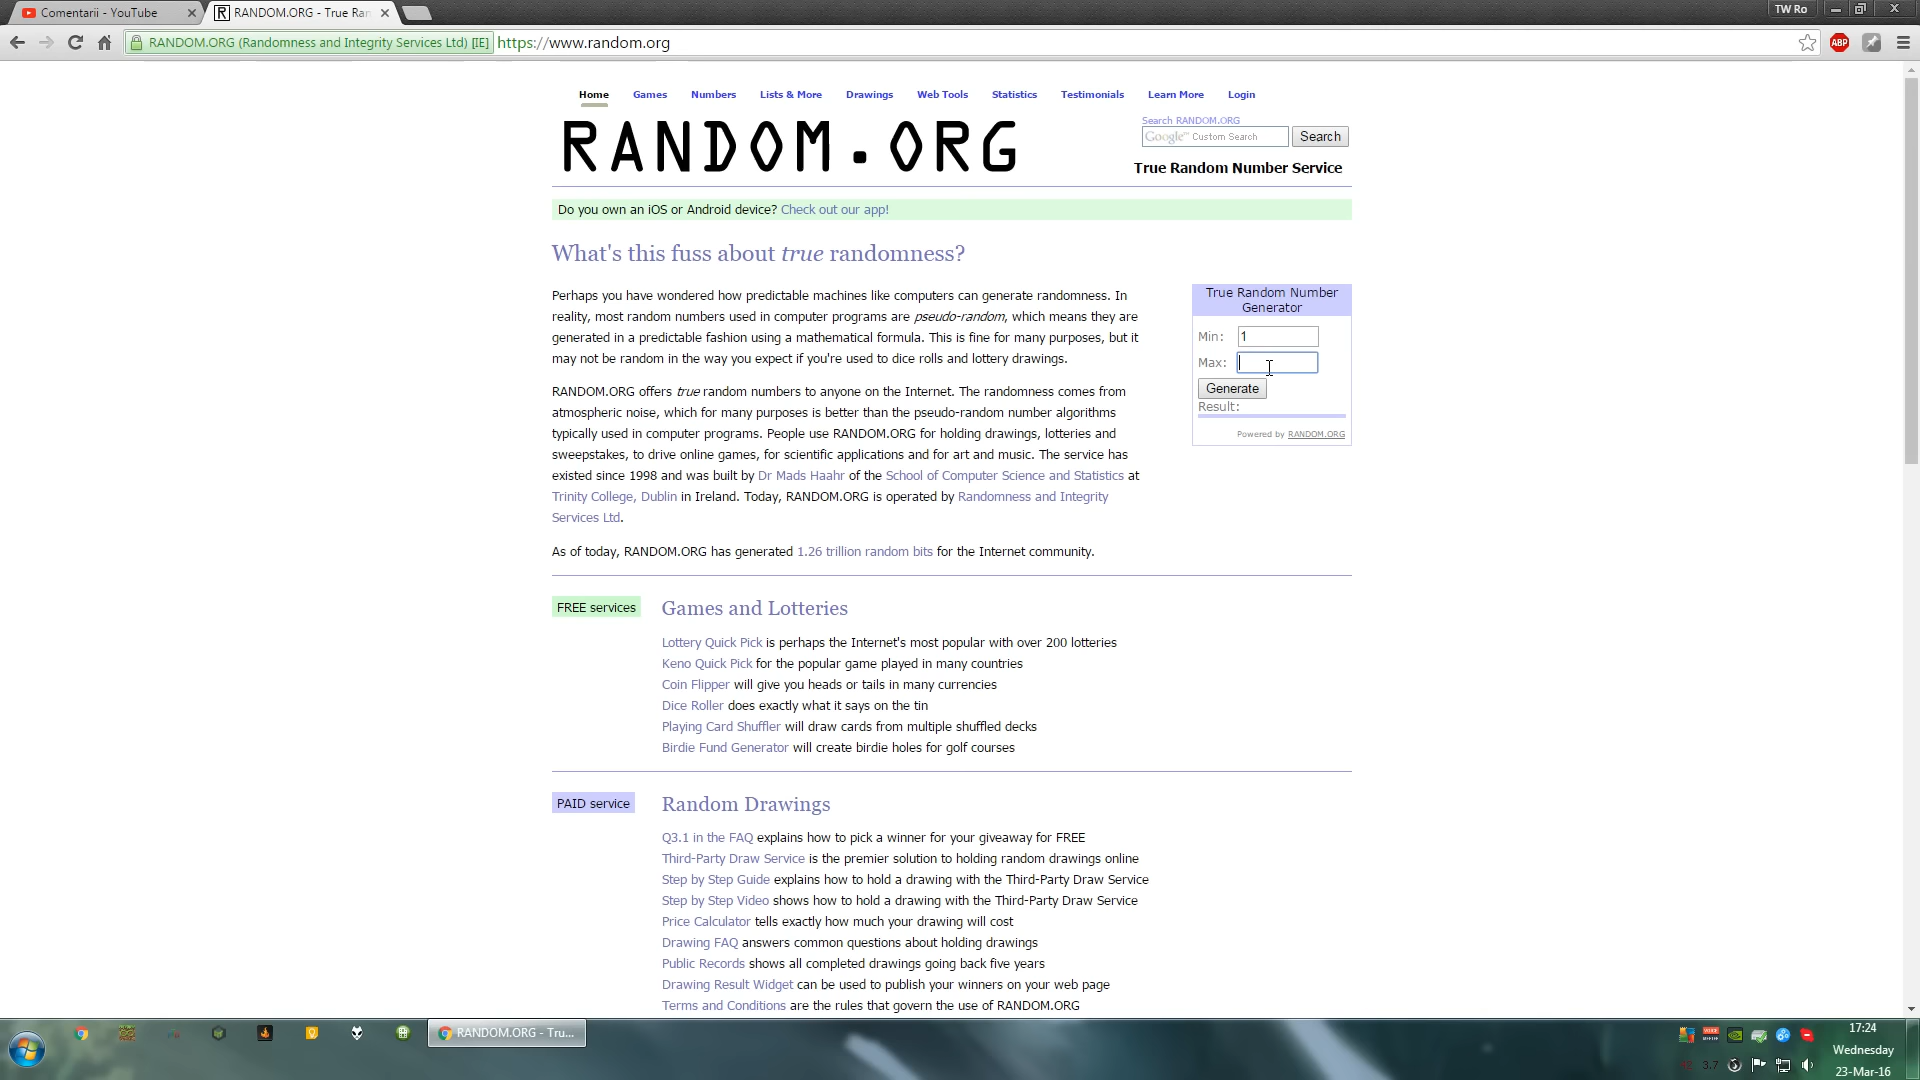 Comentarii - YouTube
RANDOM.ORG - True Ran
TW Ro
RANDOM.ORG (Randomness and Integrity Services Ltd) [IE]
https://www.random.org
ABP
Home Games Numbers Lists & More Drawings Web Tools Statistics Testimonials Learn More Login
Search RANDOM.ORG
Google™ Custom Search
Search
RANDOM.ORG
True Random Number Service
Do you own an iOS or Android device? Check out our app!
What's this fuss about true randomness?
Perhaps you have wondered how predictable machines like computers can generate randomness. In
reality, most random numbers used in computer programs are pseudo-random, which means they are
generated in a predictable fashion using a mathematical formula. This is fine for many purposes, but it
may not be random in the way you expect if you're used to dice rolls and lottery drawings.
RANDOM.ORG offers true random numbers to anyone on the Internet. The randomness comes from
atmospheric noise, which for many purposes is better than the pseudo-random number algorithms
typically used in computer programs. People use RANDOM.ORG for holding drawings, lotteries and
sweepstakes, to drive online games, for scientific applications and for art and music. The service has
existed since 1998 and was built by Dr Mads Haahr of the School of Computer Science and Statistics at
Trinity College, Dublin in Ireland. Today, RANDOM.ORG is operated by Randomness and Integrity
Services Ltd.
As of today, RANDOM.ORG has generated 1.26 trillion random bits for the Internet community.
True Random Number
Generator
Min: 1
Max:
Generate
Result:
Powered by RANDOM.ORG
FREE services
Games and Lotteries
Lottery Quick Pick is perhaps the Internet's most popular with over 200 lotteries
Keno Quick Pick for the popular game played in many countries
Coin Flipper will give you heads or tails in many currencies
Dice Roller does exactly what it says on the tin
Playing Card Shuffler will draw cards from multiple shuffled decks
Birdie Fund Generator will create birdie holes for golf courses
PAID service
Random Drawings
Q3.1 in the FAQ explains how to pick a winner for your giveaway for FREE
Third-Party Draw Service is the premier solution to holding random drawings online
Step by Step Guide explains how to hold a drawing with the Third-Party Draw Service
Step by Step Video shows how to hold a drawing with the Third-Party Draw Service
Price Calculator tells exactly how much your drawing will cost
Drawing FAQ answers common questions about holding drawings
Public Records shows all completed drawings going back five years
Drawing Result Widget can be used to publish your winners on your web page
Terms and Conditions are the rules that govern the use of RANDOM.ORG
RANDOM.ORG - Tru...
17:24
Wednesday
3.7
23-Mar-16